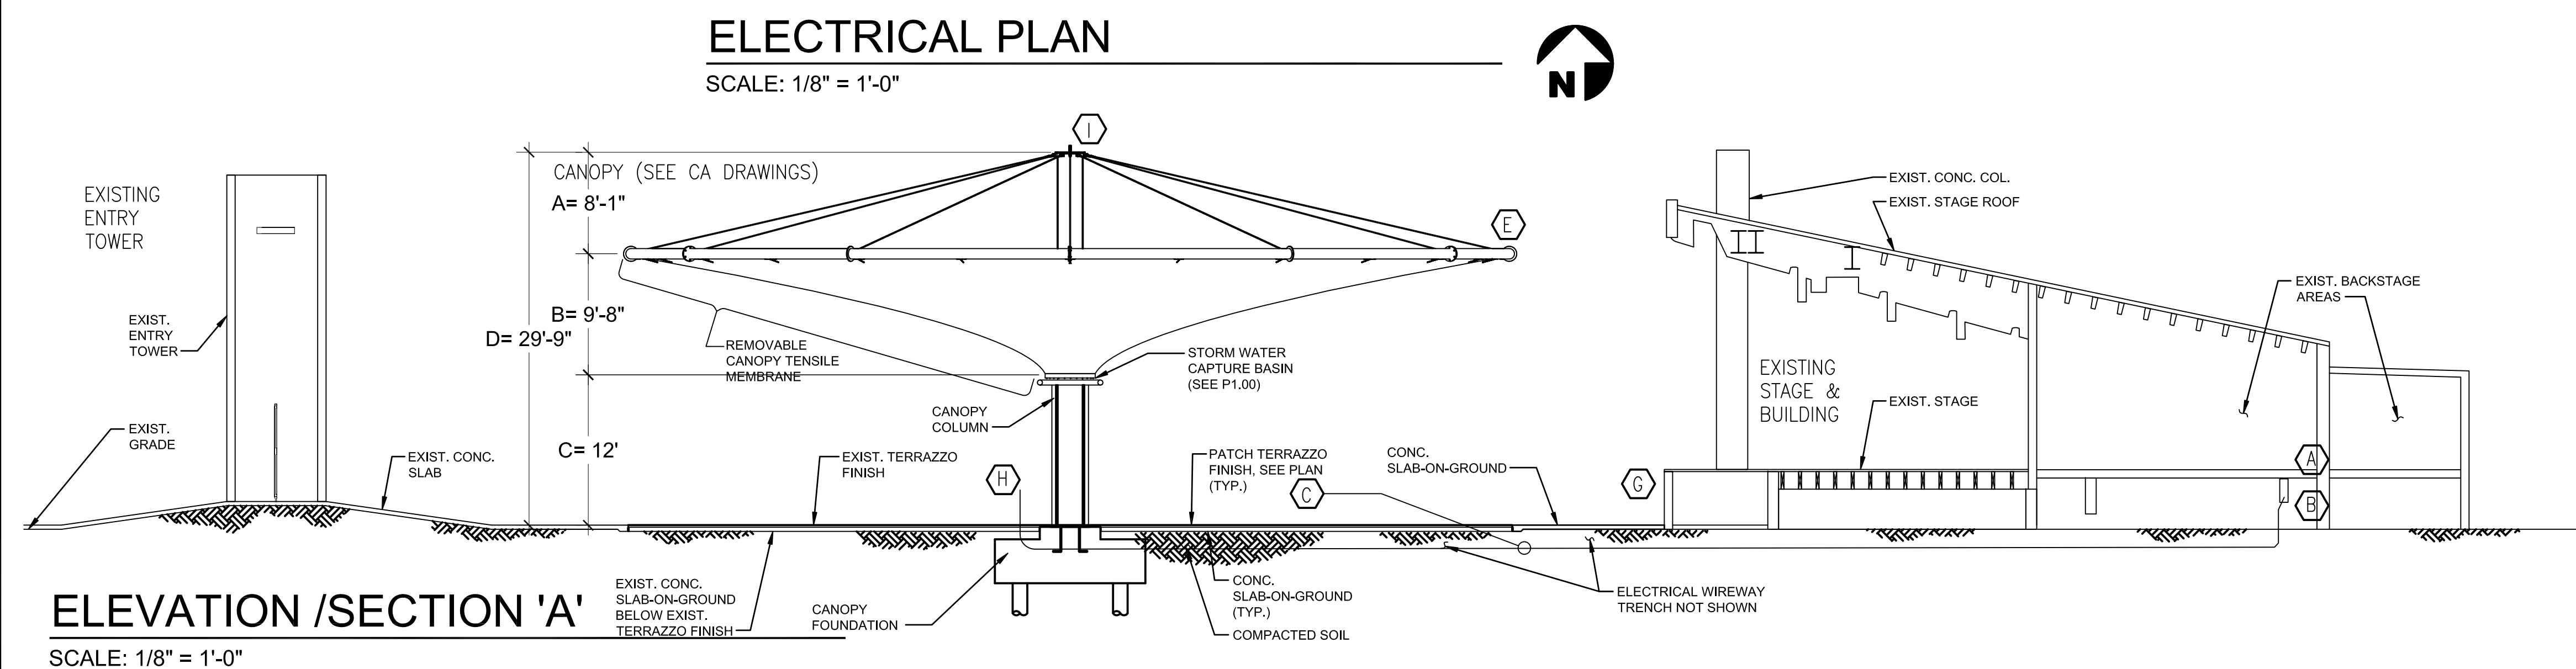 ELECTRICAL PLAN
SCALE: 1/8" = 1'-0"
N
I
CANOPY (SEE CA DRAWINGS)
A= 8'-1"
B= 9'-8"
D= 29'-9"
C= 12'
E
EXISTING
ENTRY
TOWER
EXIST.
ENTRY
TOWER
EXIST.
GRADE
EXIST. CONC.
SLAB
REMOVABLE
CANOPY TENSILE
MEMBRANE
STORM WATER
CAPTURE BASIN
(SEE P1.00)
CANOPY
COLUMN
EXIST. TERRAZZO
FINISH
H
PATCH TERRAZZO
FINISH, SEE PLAN
(TYP.)
C
CONC.
SLAB-ON-GROUND
G
EXIST. CONC. COL.
EXIST. STAGE ROOF
EXIST. BACKSTAGE
AREAS
EXISTING
STAGE &
BUILDING
EXIST. STAGE
A
B
EXIST. CONC.
SLAB-ON-GROUND
BELOW EXIST.
TERRAZZO FINISH
CANOPY
FOUNDATION
CONC.
SLAB-ON-GROUND
(TYP.)
COMPACTED SOIL
ELECTRICAL WIREWAY
TRENCH NOT SHOWN
ELEVATION /SECTION 'A'
SCALE: 1/8" = 1'-0"